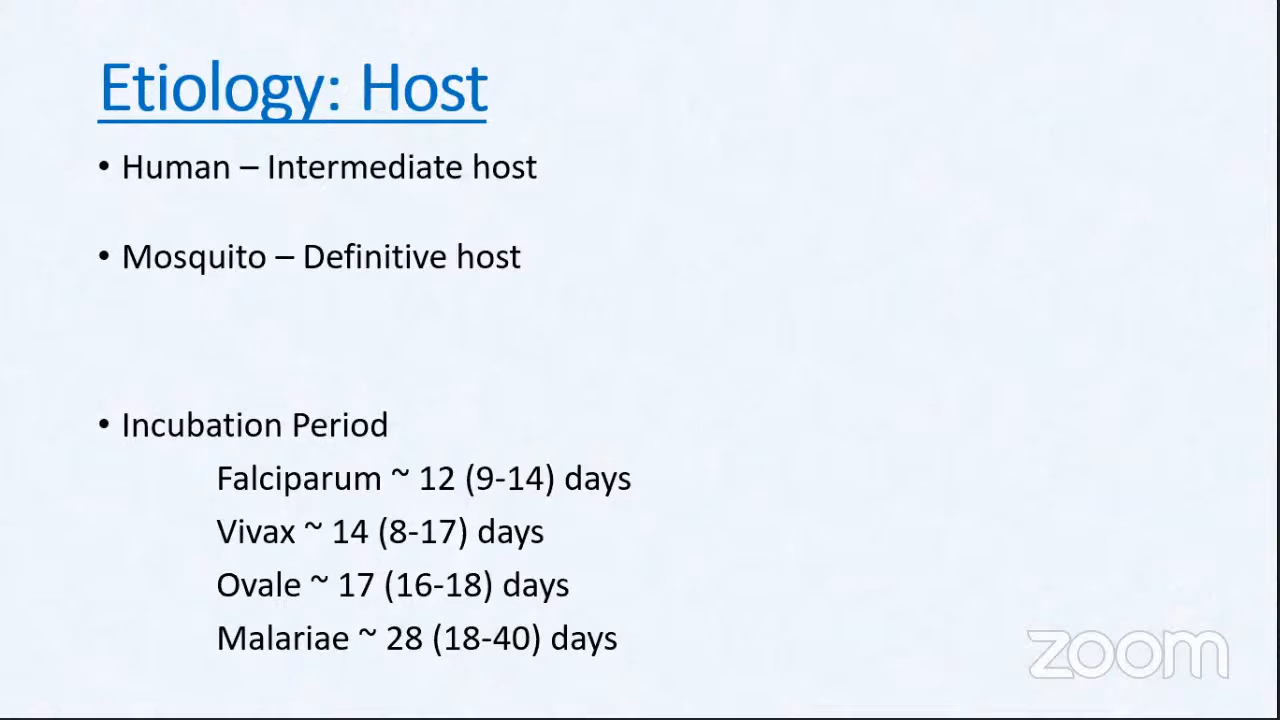 Etiology: Host
• Human – Intermediate host
• Mosquito – Definitive host
• Incubation Period
Falciparum ~ 12 (9-14) days
Vivax ~ 14 (8-17) days
Ovale ~ 17 (16-18) days
Malariae ~ 28 (18-40) days
zoom